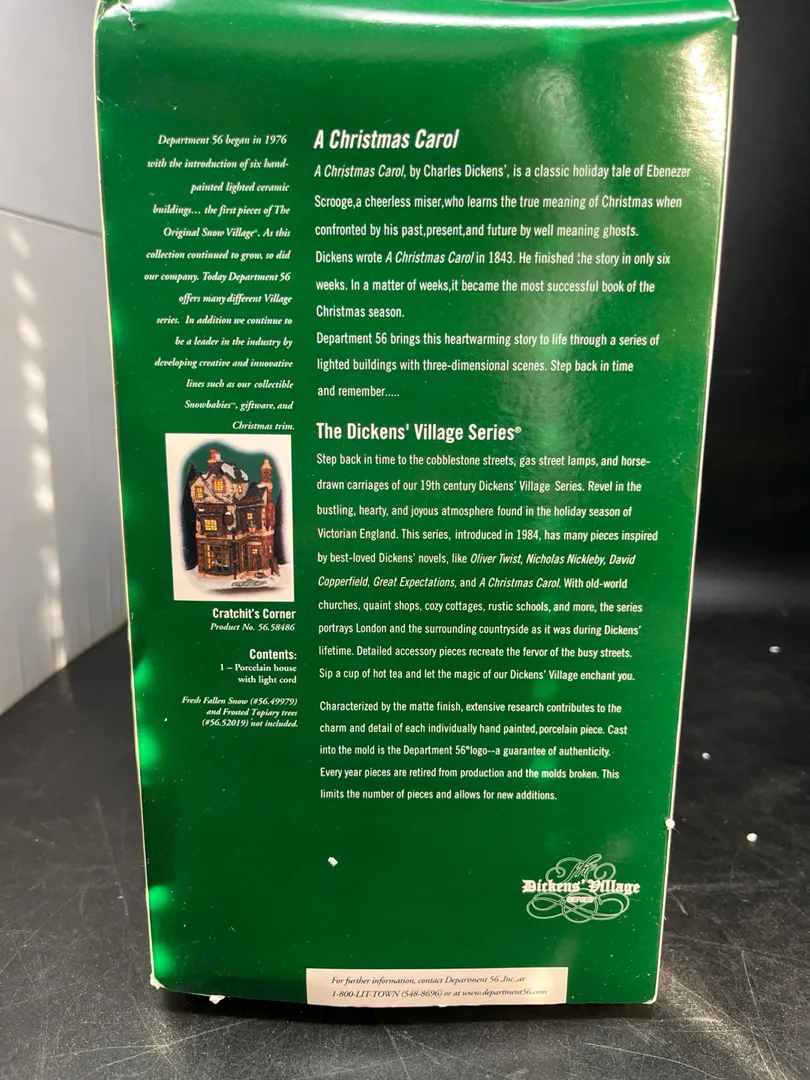 Department 56 began in 1976
with the introduction of six hand-
painted lighted ceramic
buildings... the first pieces of The
Original Snow Village®. As this
collection continued to grow, so did
our company. Today Department 56
offers many different Village
series. In addition we continue to
be a leader in the industry by
developing creative and innovative
lines such as our collectible
Snowbabies™, giftware, and
Christmas trim.
Cratchit's Corner
Product No. 56.58486
Contents:
1 – Porcelain house
with light cord
Fresh Fallen Snow (#56.49979)
and Frosted Topiary trees
(#56.52019) not included.
A Christmas Carol
A Christmas Carol, by Charles Dickens', is a classic holiday tale of Ebenezer
Scrooge,a cheerless miser,who learns the true meaning of Christmas when
confronted by his past,present,and future by well meaning ghosts.
Dickens wrote A Christmas Carol in 1843. He finished the story in only six
weeks. In a matter of weeks,it became the most successful book of the
Christmas season.
Department 56 brings this heartwarming story to life through a series of
lighted buildings with three-dimensional scenes. Step back in time
and remember.....
The Dickens' Village Series®
Step back in time to the cobblestone streets, gas street lamps, and horse-
drawn carriages of our 19th century Dickens' Village Series. Revel in the
bustling, hearty, and joyous atmosphere found in the holiday season of
Victorian England. This series, introduced in 1984, has many pieces inspired
by best-loved Dickens' novels, like Oliver Twist, Nicholas Nickleby, David
Copperfield, Great Expectations, and A Christmas Carol. With old-world
churches, quaint shops, cozy cottages, rustic schools, and more, the series
portrays London and the surrounding countryside as it was during Dickens'
lifetime. Detailed accessory pieces recreate the fervor of the busy streets.
Sip a cup of hot tea and let the magic of our Dickens' Village enchant you.
Characterized by the matte finish, extensive research contributes to the
charm and detail of each individually hand painted,porcelain piece. Cast
into the mold is the Department 56®logo--a guarantee of authenticity.
Every year pieces are retired from production and the molds broken. This
limits the number of pieces and allows for new additions.
The
Dickens' Village
SERIES
For further information, contact Department 56 ,Inc.,at
1-800-LIT-TOWN (548-8696) or at www.department56.com